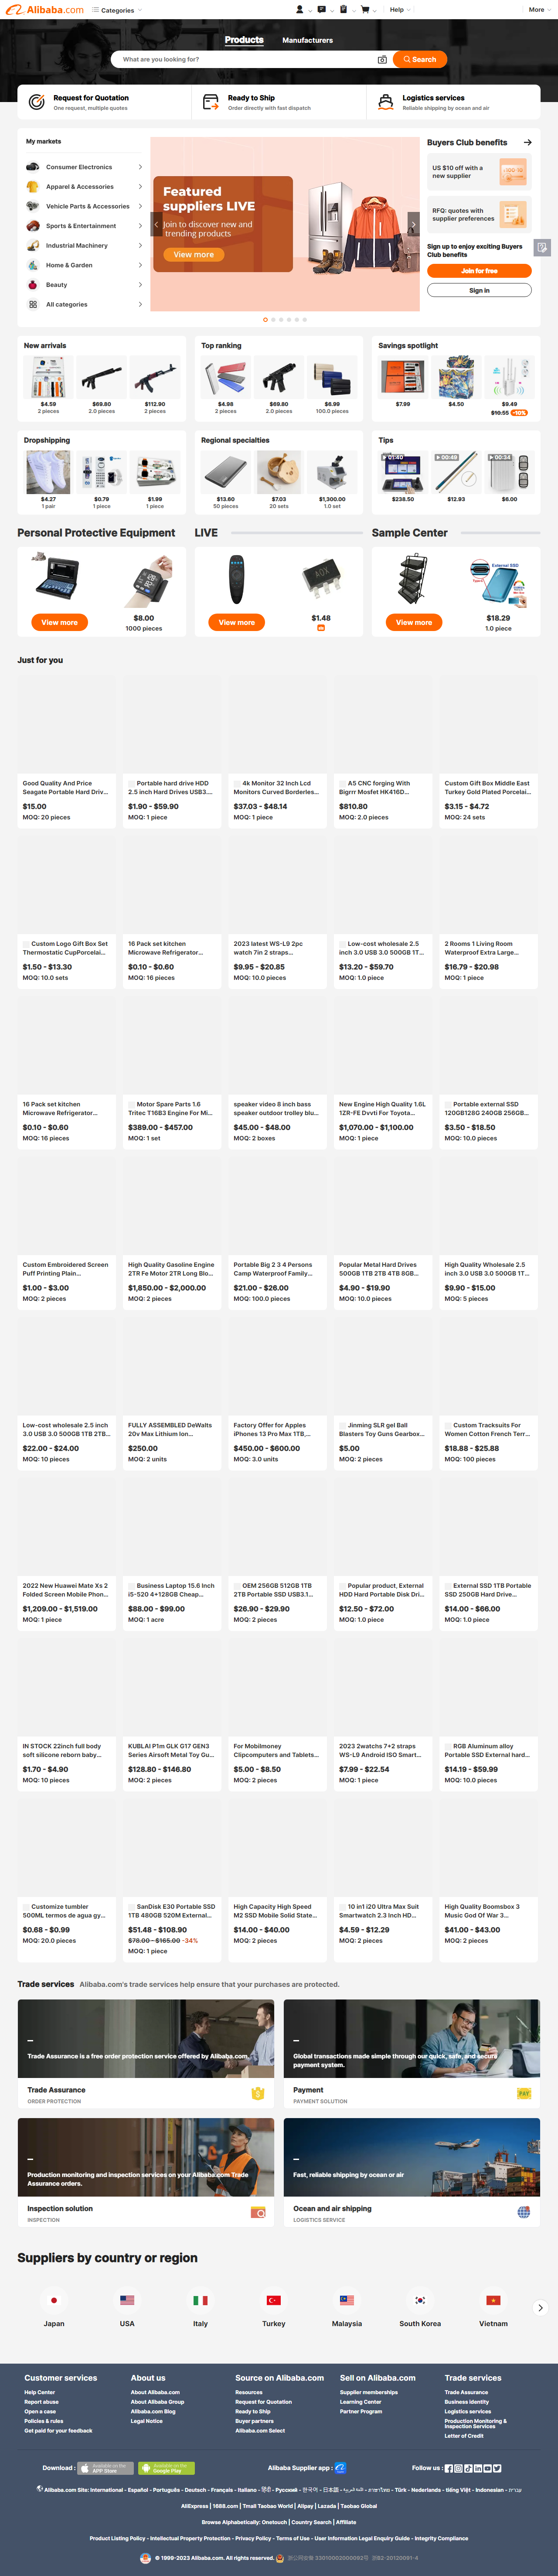 Alibaba.com
Categories
Help
More
Products
Manufacturers
What are you looking for?
Search
Request for Quotation
One request, multiple quotes
Ready to Ship
Order directly with fast dispatch
Logistics services
Reliable shipping by ocean and air
My markets
Consumer Electronics
Apparel & Accessories
Vehicle Parts & Accessories
Sports & Entertainment
Industrial Machinery
Home & Garden
Beauty
All categories
Featured
suppliers LIVE
Join to discover new and
trending products
View more
Buyers Club benefits
US $10 off with a
new supplier
RFQ: quotes with
supplier preferences
Sign up to enjoy exciting Buyers
Club benefits
Join for free
Sign in
New arrivals
$4.59
2 pieces
$69.80
2.0 pieces
$112.90
2 pieces
Top ranking
$4.98
2 pieces
$69.80
2.0 pieces
$6.99
100.0 pieces
Savings spotlight
$7.99
$4.50
$9.49
$10.55 -10%
Dropshipping
$4.27
1 pair
$0.79
1 piece
$1.99
1 piece
Regional specialties
$13.60
50 pieces
$7.03
20 sets
$1,300.00
1.0 set
Tips
01:40
$238.50
00:49
$12.93
00:34
$6.00
Personal Protective Equipment
View more
$8.00
1000 pieces
LIVE
View more
$1.48
Sample Center
View more
External SSD
$18.29
1.0 piece
Just for you
Good Quality And Price
Seagate Portable Hard Driv...
$15.00
MOQ: 20 pieces
Portable hard drive HDD
2.5 inch Hard Drives USB3....
$1.90 - $59.90
MOQ: 1 piece
4k Monitor 32 Inch Lcd
Monitors Curved Borderles...
$37.03 - $48.14
MOQ: 1 piece
A5 CNC forging With
Bigrrr Mosfet HK416D...
$810.80
MOQ: 2.0 pieces
Custom Gift Box Middle East
Turkey Gold Plated Porcelai...
$3.15 - $4.72
MOQ: 24 sets
Custom Logo Gift Box Set
Thermostatic CupPorcelai...
$1.50 - $13.30
MOQ: 10.0 sets
16 Pack set kitchen
Microwave Refrigerator...
$0.10 - $0.60
MOQ: 16 pieces
2023 latest WS-L9 2pc
watch 7in 2 straps...
$9.95 - $20.85
MOQ: 10.0 pieces
Low-cost wholesale 2.5
inch 3.0 USB 3.0 500GB 1T...
$13.20 - $59.70
MOQ: 1.0 piece
2 Rooms 1 Living Room
Waterproof Extra Large...
$16.79 - $20.98
MOQ: 1 piece
16 Pack set kitchen
Microwave Refrigerator...
$0.10 - $0.60
MOQ: 16 pieces
Motor Spare Parts 1.6
Tritec T16B3 Engine For Mi...
$389.00 - $457.00
MOQ: 1 set
speaker video 8 inch bass
speaker outdoor trolley blu...
$45.00 - $48.00
MOQ: 2 boxes
New Engine High Quality 1.6L
1ZR-FE Dvvti For Toyota...
$1,070.00 - $1,100.00
MOQ: 1 piece
Portable external SSD
120GB128G 240GB 256GB...
$3.50 - $18.50
MOQ: 10.0 pieces
Custom Embroidered Screen
Puff Printing Plain...
$1.00 - $3.00
MOQ: 2 pieces
High Quality Gasoline Engine
2TR Fe Motor 2TR Long Blo...
$1,850.00 - $2,000.00
MOQ: 2 pieces
Portable Big 2 3 4 Persons
Camp Waterproof Family...
$21.00 - $26.00
MOQ: 100.0 pieces
Popular Metal Hard Drives
500GB 1TB 2TB 4TB 8GB...
$4.90 - $19.90
MOQ: 10.0 pieces
High Quality Wholesale 2.5
inch 3.0 USB 3.0 500GB 1T...
$9.90 - $15.00
MOQ: 5 pieces
Low-cost wholesale 2.5 inch
3.0 USB 3.0 500GB 1TB 2TB...
$22.00 - $24.00
MOQ: 10 pieces
FULLY ASSEMBLED DeWalts
20v Max Lithium Ion...
$250.00
MOQ: 2 units
Factory Offer for Apples
iPhones 13 Pro Max 1TB,...
$450.00 - $600.00
MOQ: 3.0 units
Jinming SLR gel Ball
Blasters Toy Guns Gearbox...
$5.00
MOQ: 2 pieces
Custom Tracksuits For
Women Cotton French Terr...
$18.88 - $25.88
MOQ: 100 pieces
2022 New Huawei Mate Xs 2
Folded Screen Mobile Phon...
$1,209.00 - $1,519.00
MOQ: 1 piece
Business Laptop 15.6 Inch
i5-520 4+128GB Cheap...
$88.00 - $99.00
MOQ: 1 acre
OEM 256GB 512GB 1TB
2TB Portable SSD USB3.1...
$26.90 - $29.90
MOQ: 2 pieces
Popular product, External
HDD Hard Portable Disk Dri...
$12.50 - $72.00
MOQ: 1.0 piece
External SSD 1TB Portable
SSD 250GB Hard Drive...
$14.00 - $66.00
MOQ: 1.0 piece
IN STOCK 22inch full body
soft silicone reborn baby...
$1.70 - $4.90
MOQ: 10 pieces
KUBLAI P1m GLK G17 GEN3
Series Airsoft Metal Toy Gu...
$128.80 - $146.80
MOQ: 2 pieces
For Mobilmoney
Clipcomputers and Tablets...
$5.00 - $8.50
MOQ: 2 pieces
2023 2watchs 7+2 straps
WS-L9 Android ISO Smart...
$7.99 - $22.54
MOQ: 1 piece
RGB Aluminum alloy
Portable SSD External hard...
$14.19 - $59.99
MOQ: 10.0 pieces
Customize tumbler
500ML termos de agua gy...
$0.68 - $0.99
MOQ: 20.0 pieces
SanDisk E30 Portable SSD
1TB 480GB 520M External...
$51.48 - $108.90
$78.00 - $165.00 -34%
MOQ: 1 piece
High Capacity High Speed
M2 SSD Mobile Solid State...
$14.00 - $40.00
MOQ: 2 pieces
10 in1 i20 Ultra Max Suit
Smartwatch 2.3 Inch HD...
$4.59 - $12.29
MOQ: 2 pieces
High Quality Boomsbox 3
Music God Of War 3...
$41.00 - $43.00
MOQ: 2 pieces
Trade services Alibaba.com's trade services help ensure that your purchases are protected.
Trade Assurance is a free order protection service offered by Alibaba.com.
Trade Assurance
ORDER PROTECTION
Global transactions made simple through our quick, safe, and secure
payment system.
Payment
PAYMENT SOLUTION
PAY
Production monitoring and inspection services on your Alibaba.com Trade
Assurance orders.
Inspection solution
INSPECTION
Fast, reliable shipping by ocean or air
Ocean and air shipping
LOGISTICS SERVICE
Suppliers by country or region
Japan
USA
Italy
Turkey
Malaysia
South Korea
Vietnam
Customer services
Help Center
Report abuse
Open a case
Policies & rules
Get paid for your feedback
About us
About Alibaba.com
About Alibaba Group
Alibaba.com Blog
Legal Notice
Source on Alibaba.com
Resources
Request for Quotation
Ready to Ship
Buyer partners
Alibaba.com Select
Sell on Alibaba.com
Supplier memberships
Learning Center
Partner Program
Trade services
Trade Assurance
Business identity
Logistics services
Production Monitoring &
Inspection Services
Letter of Credit
Download :
Available on the
APP Store
Available on the
Google Play
Alibaba Supplier app :
Follow us :
Alibaba.com Site: International - Español - Português - Deutsch - Français - Italiano - हिंदी - Русский - 한국어 - 日本語 - اللغة العربية - ภาษาไทย - Türk - Nederlands - tiếng Việt - Indonesian - עברית
AliExpress | 1688.com | Tmall Taobao World | Alipay | Lazada | Taobao Global
Browse Alphabetically: Onetouch | Country Search | Affiliate
Product Listing Policy - Intellectual Property Protection - Privacy Policy - Terms of Use - User Information Legal Enquiry Guide - Integrity Compliance
© 1999-2023 Alibaba.com. All rights reserved. 浙公网安备 33010002000092号 浙B2-20120091-4